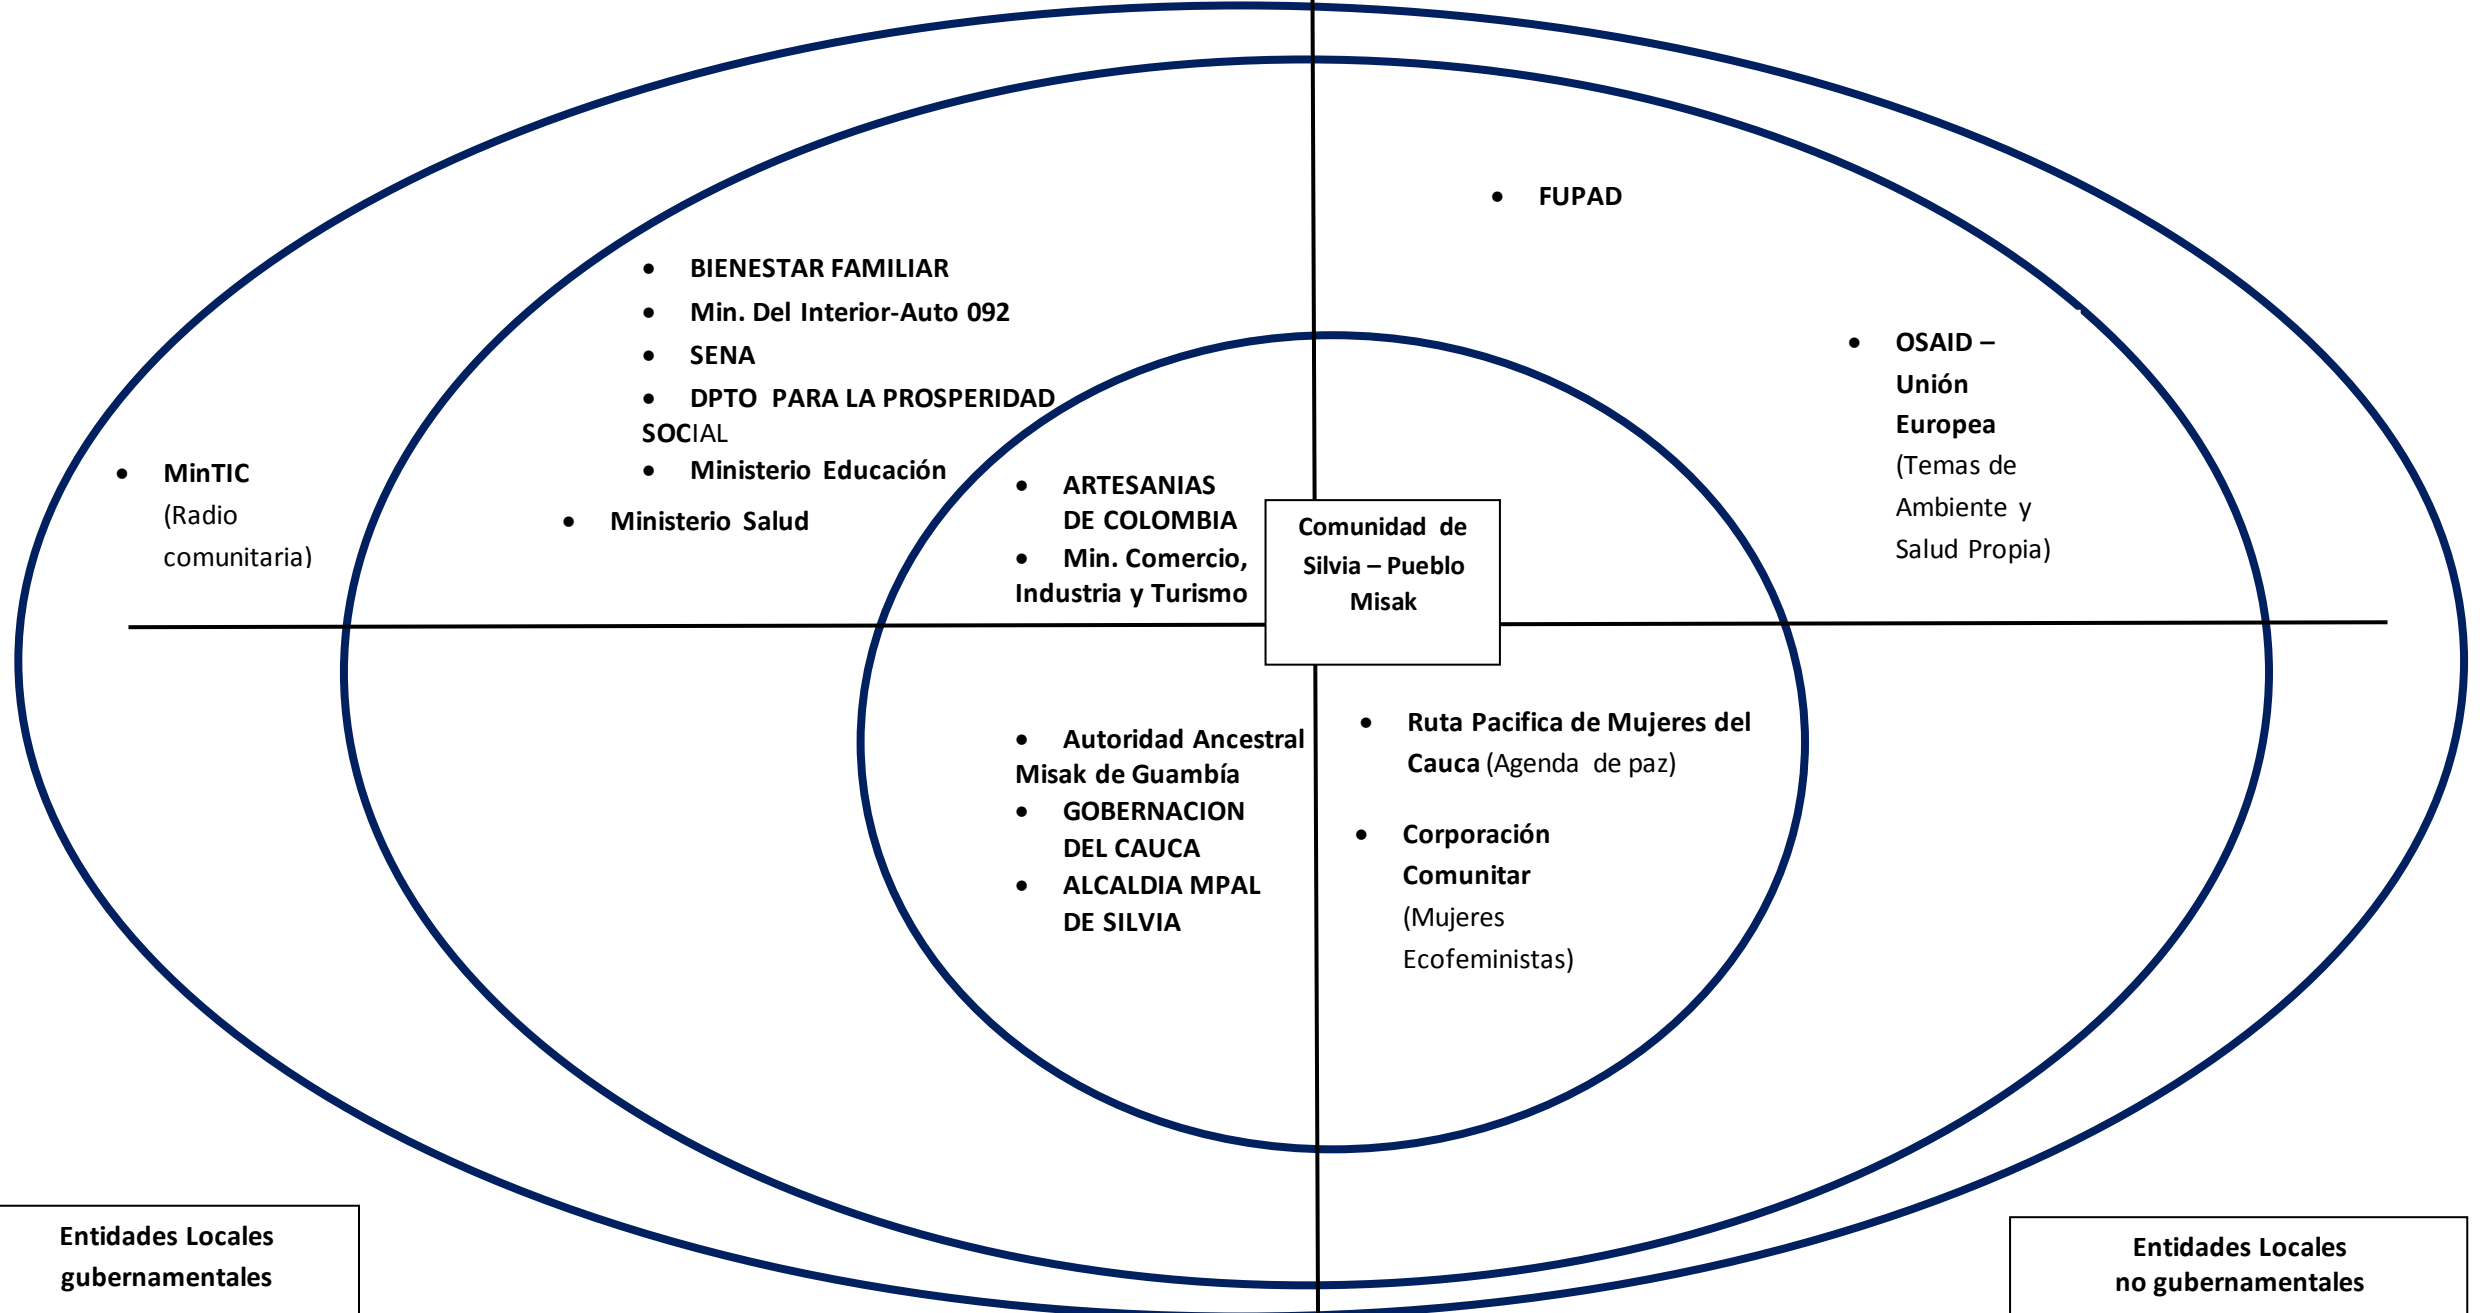 • FUPAD
• BIENESTAR FAMILIAR
• Min. Del Interior-Auto 092
• SENA
• DPTO PARA LA PROSPERIDAD
SOCIAL
• Ministerio Educación
• Ministerio Salud
• MinTIC
(Radio
comunitaria)
• ARTESANIAS
DE COLOMBIA
• Min. Comercio,
Industria y Turismo
Comunidad de
Silvia – Pueblo
Misak
• OSAID –
Unión
Europea
(Temas de
Ambiente y
Salud Propia)
• Autoridad Ancestral
Misak de Guambía
• GOBERNACION
DEL CAUCA
• ALCALDIA MPAL
DE SILVIA
• Ruta Pacifica de Mujeres del
Cauca (Agenda de paz)
• Corporación
Comunitar
(Mujeres
Ecofeministas)
Entidades Locales
gubernamentales
Entidades Locales
no gubernamentales